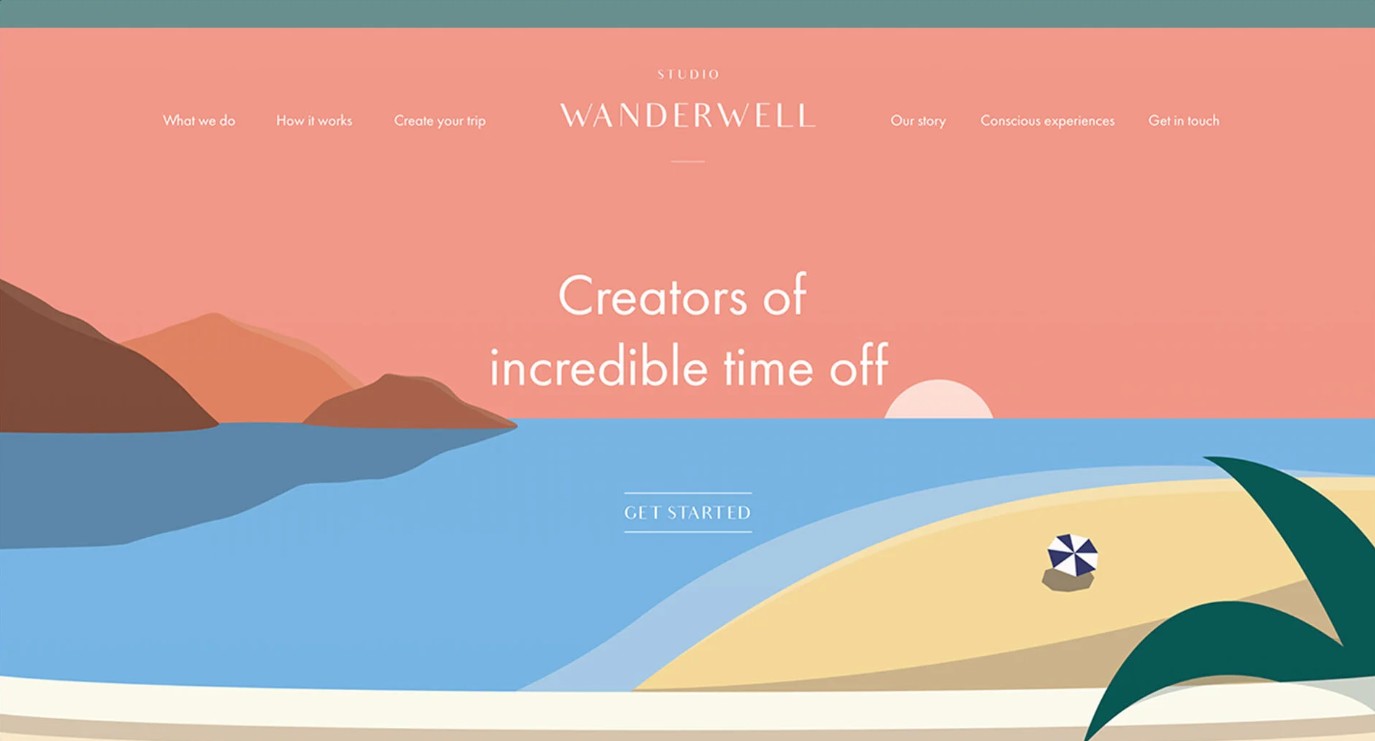 STUDIO
WANDERWELL
What we do
How it works
Create your trip
Our story
Conscious experiences
Get in touch
Creators of
incredible time off
GET STARTED